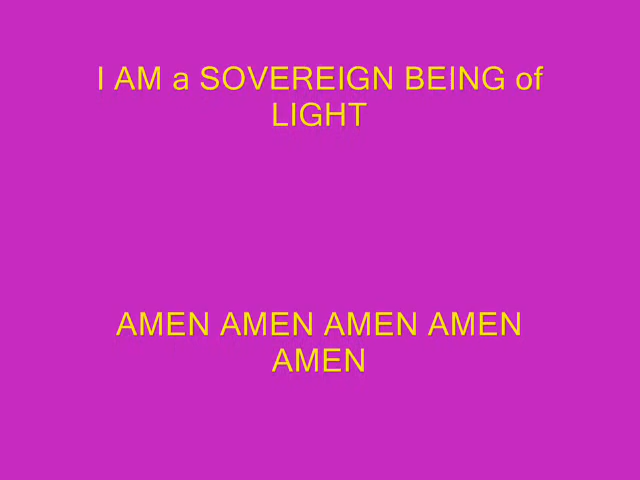 I AM a SOVEREIGN BEING of
LIGHT
AMEN AMEN AMEN AMEN
AMEN